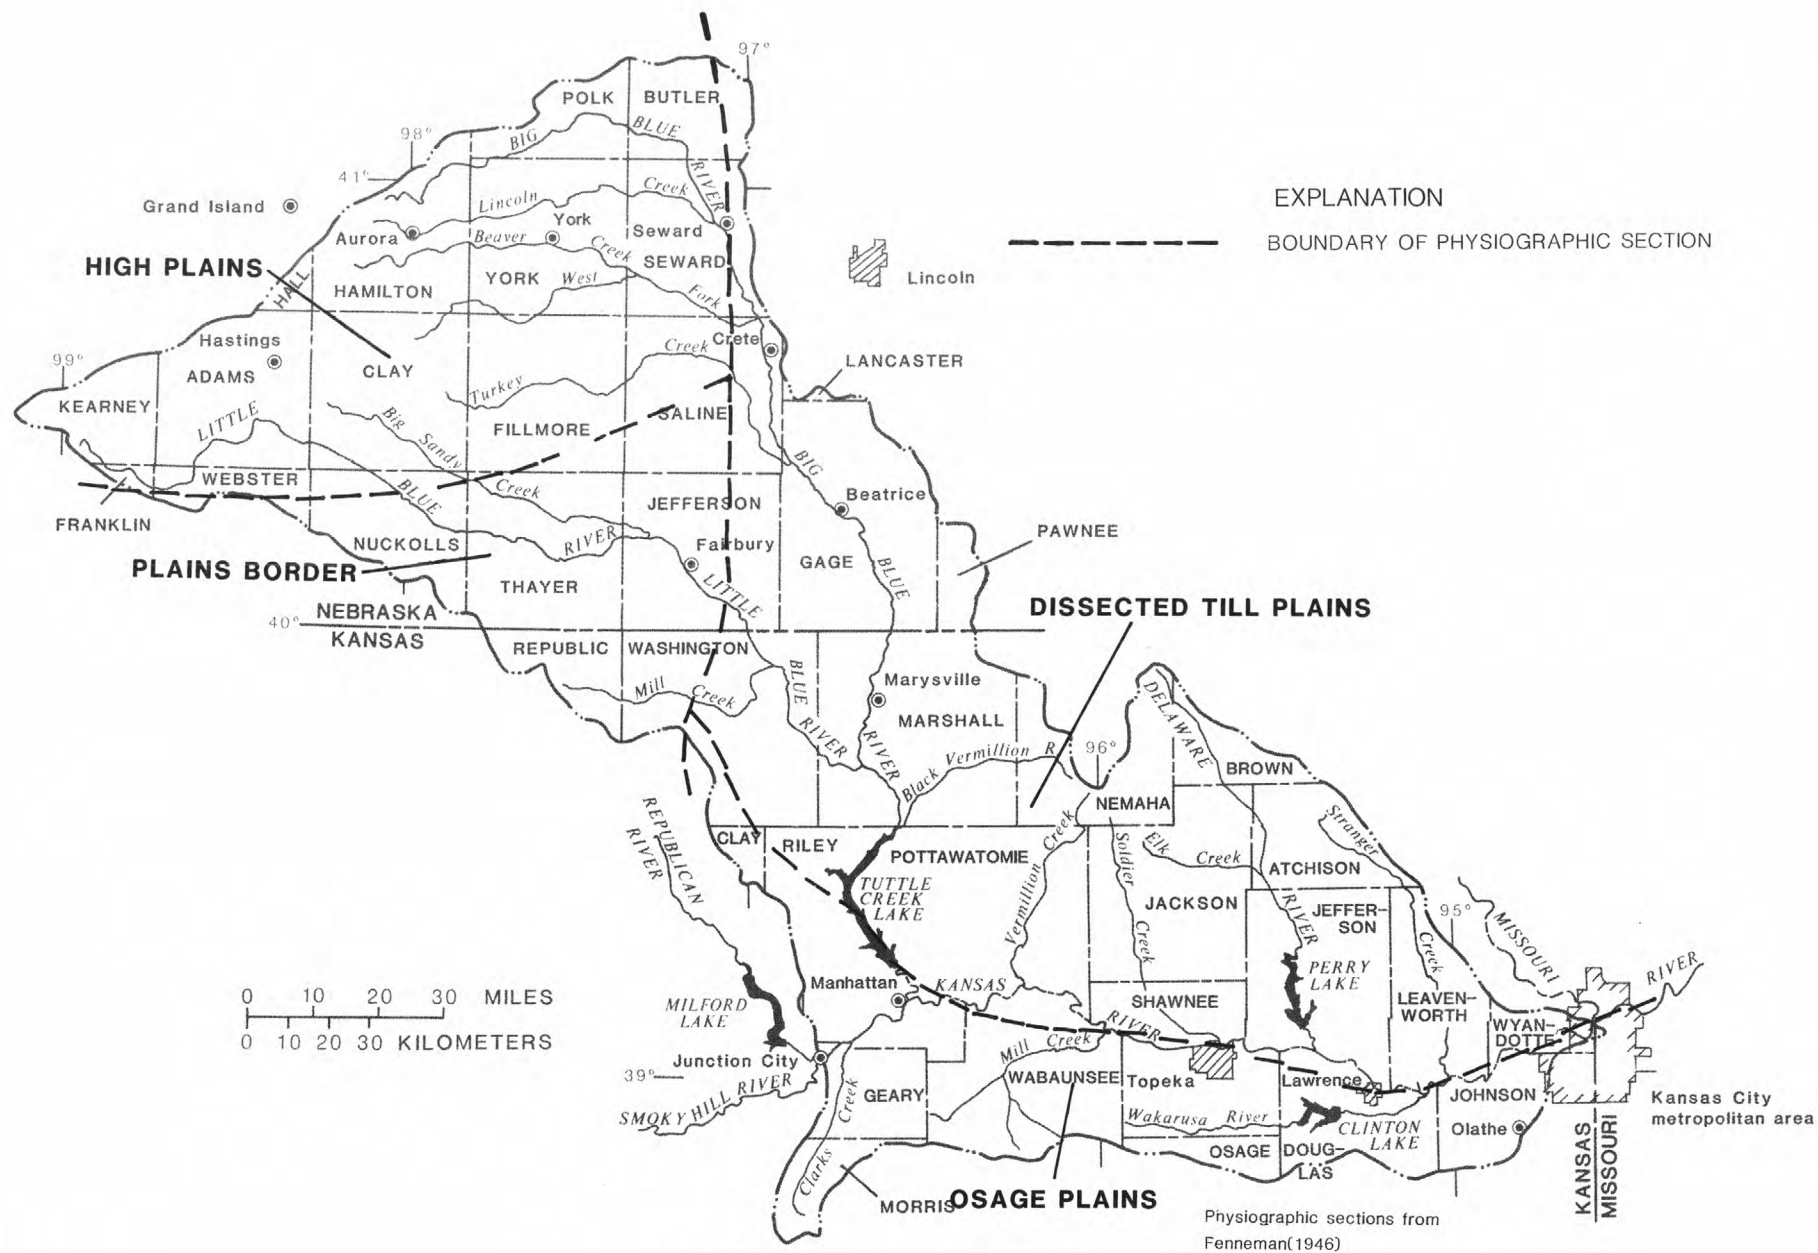 97°
POLK
BUTLER
BIG
BLUE
RIVER
98°
41°
Grand Island
Lincoln
Creek
York
Seward
Aurora
Beaver
Creek
SEWARD
HIGH PLAINS
HALL
HAMILTON
YORK
West
Fork
Lincoln
EXPLANATION
BOUNDARY OF PHYSIOGRAPHIC SECTION
Hastings
Crete
99°
ADAMS
CLAY
Creek
LANCASTER
KEARNEY
Turkey
LITTLE
Big
Sandy
FILLMORE
SALINE
BIG
WEBSTER
BLUE
Creek
JEFFERSON
Beatrice
FRANKLIN
NUCKOLLS
RIVER
Fairbury
GAGE
BLUE
PAWNEE
PLAINS BORDER
THAYER
LITTLE
DISSECTED TILL PLAINS
NEBRASKA
40°
KANSAS
REPUBLIC
WASHINGTON
Mill
Creek
BLUE
RIVER
Marysville
MARSHALL
RIVER
DELAWARE
96°
Black
Vermillion R
BROWN
NEMAHA
REPUBLICAN
RIVER
CLAY
RILEY
POTTAWATOMIE
Vermillion
Creek
Soldier
Creek
Elk
Creek
Stranger
ATCHISON
TUTTLE
CREEK
LAKE
JACKSON
RIVER
JEFFER-
SON
Creek
95°
MISSOURI
RIVER
Manhattan
KANSAS
SHAWNEE
PERRY
LAKE
LEAVEN-
WORTH
WYAN-
DOTTE
0 10 20 30 MILES
0 10 20 30 KILOMETERS
MILFORD
LAKE
RIVER
Junction City
39°
SMOKY HILL RIVER
Creek
Clarks
GEARY
Mill
Creek
WABAUNSEE
Topeka
Lawrence
JOHNSON
Wakarusa River
CLINTON
LAKE
Olathe
Kansas City
metropolitan area
OSAGE
DOUG-
LAS
KANSAS
MISSOURI
MORRIS
OSAGE PLAINS
Physiographic sections from
Fenneman(1946)